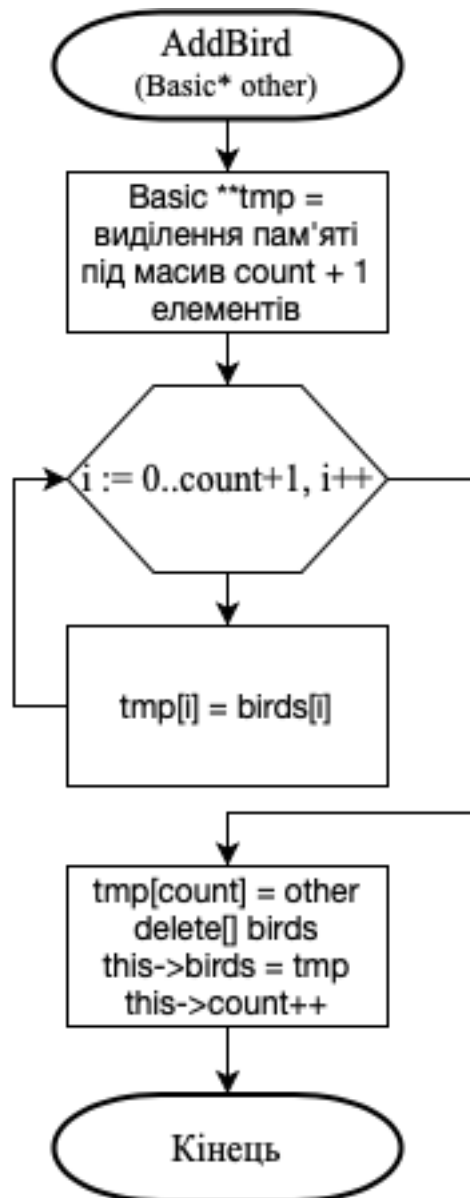 AddBird
(Basic* other)
Basic **tmp =
виділення пам'яті
під масив count + 1
елементів
i := 0..count+1, i++
tmp[i] = birds[i]
tmp[count] = other
delete[] birds
this->birds = tmp
this->count++
Кінець